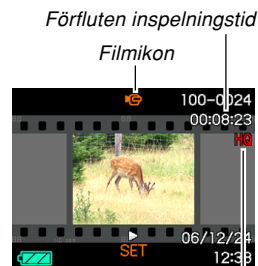 Förfluten inspelningstid
Filmikon
100-0024
00:08:23
HQ
06/12/24
SET
12:38